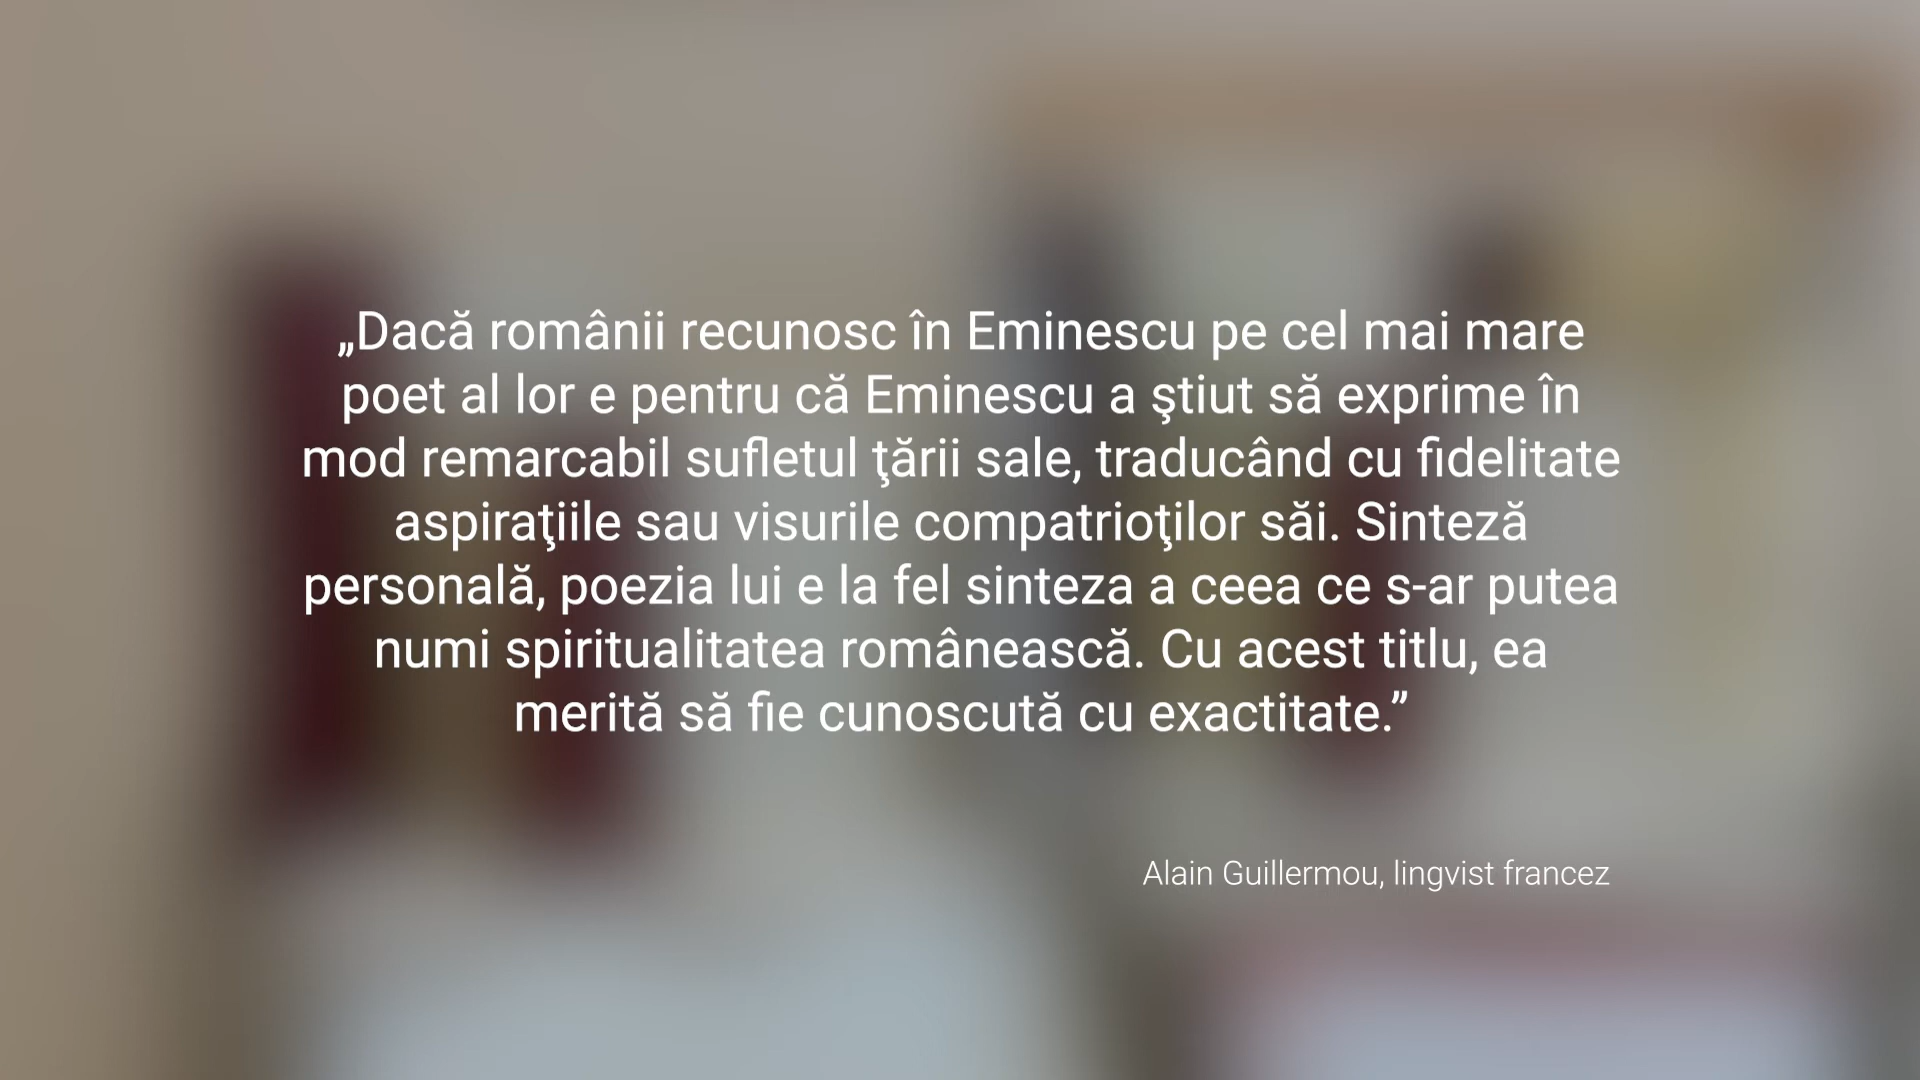 „Dacă românii recunosc în Eminescu pe cel mai mare
poet al lor e pentru că Eminescu a ştiut să exprime în
mod remarcabil sufletul ţării sale, traducând cu fidelitate
aspiraţiile sau visurile compatrioţilor săi. Sinteză
personală, poezia lui e la fel sinteza a ceea ce s-ar putea
numi spiritualitatea românească. Cu acest titlu, ea
merită să fie cunoscută cu exactitate.”
Alain Guillermou, lingvist francez